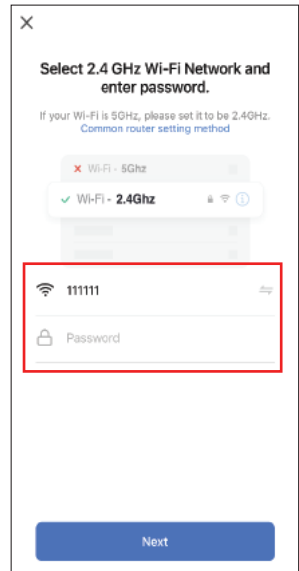 Select 2.4 GHz Wi-Fi Network and
enter password.
If your Wi-Fi is 5GHz, please set it to be 2.4GHz.
Common router setting method
Wi-Fi - 5Ghz
Wi-Fi - 2.4Ghz
111111
Password
Next